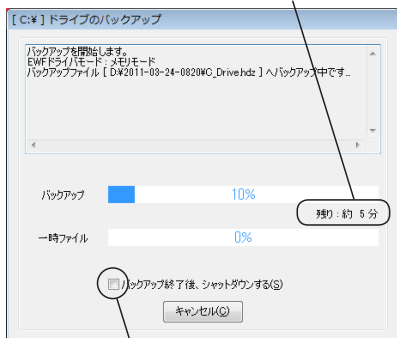 [ C:¥ ] ドライブのバックアップ
バックアップを開始します。
EWFドライバモード : メモリモード
バックアップファイル [ D:¥2011-03-24-0820¥C_Drive.hdz ] へバックアップ中です...
バックアップ
10%
残り : 約 5 分
一時ファイル
0%
バックアップ終了後、シャットダウンする(S)
キャンセル(C)